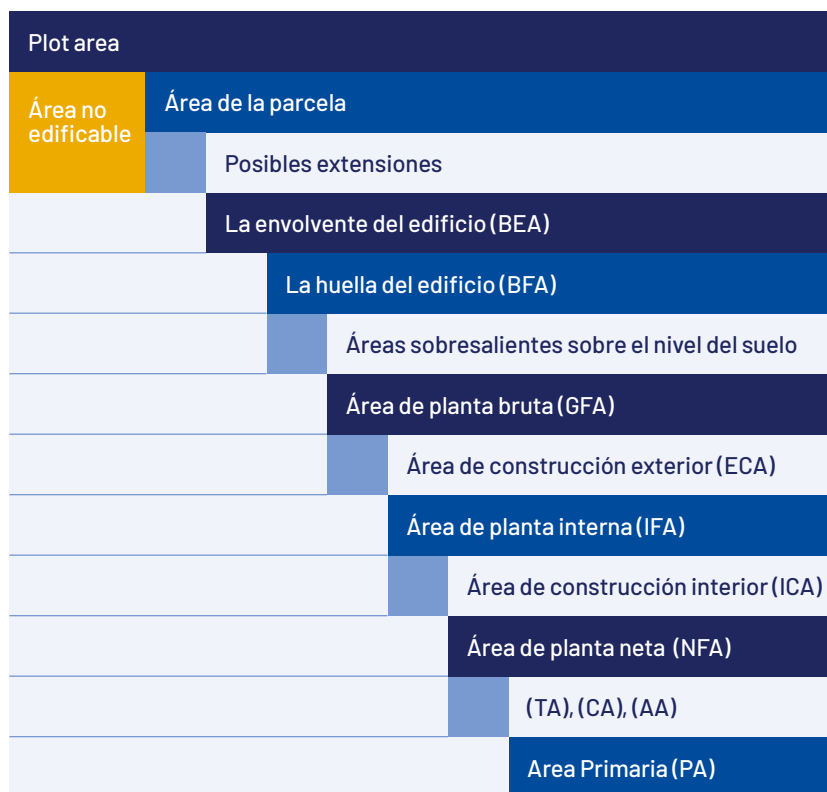 Plot area
Área no
edificable
Área de la parcela
Posibles extensiones
La envolvente del edificio (BEA)
La huella del edificio (BFA)
Áreas sobresalientes sobre el nivel del suelo
Área de planta bruta (GFA)
Área de construcción exterior (ECA)
Área de planta interna (IFA)
Área de construcción interior (ICA)
Área de planta neta (NFA)
(TA), (CA), (AA)
Area Primaria (PA)